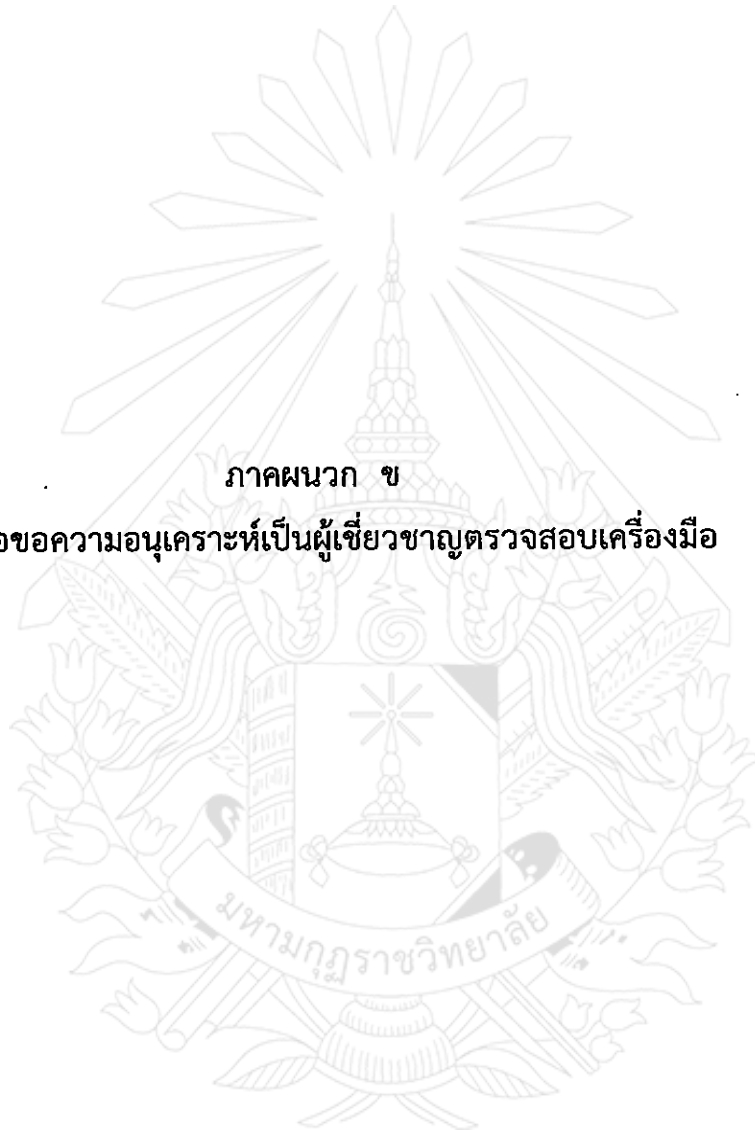 ภาคผนวก ข
อขอความอนุเคราะห์เป็นผู้เชี่ยวชาญตรวจสอบเครื่องมือ
มหามกุฏราชวิทยาลัย